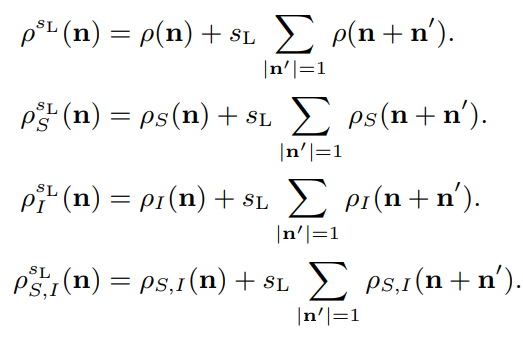 ρ^{s_L}(n) = ρ(n) + s_L ∑_{|n′|=1} ρ(n + n′).
ρ_S^{s_L}(n) = ρ_S(n) + s_L ∑_{|n′|=1} ρ_S(n + n′).
ρ_I^{s_L}(n) = ρ_I(n) + s_L ∑_{|n′|=1} ρ_I(n + n′).
ρ_{S,I}^{s_L}(n) = ρ_{S,I}(n) + s_L ∑_{|n′|=1} ρ_{S,I}(n + n′).